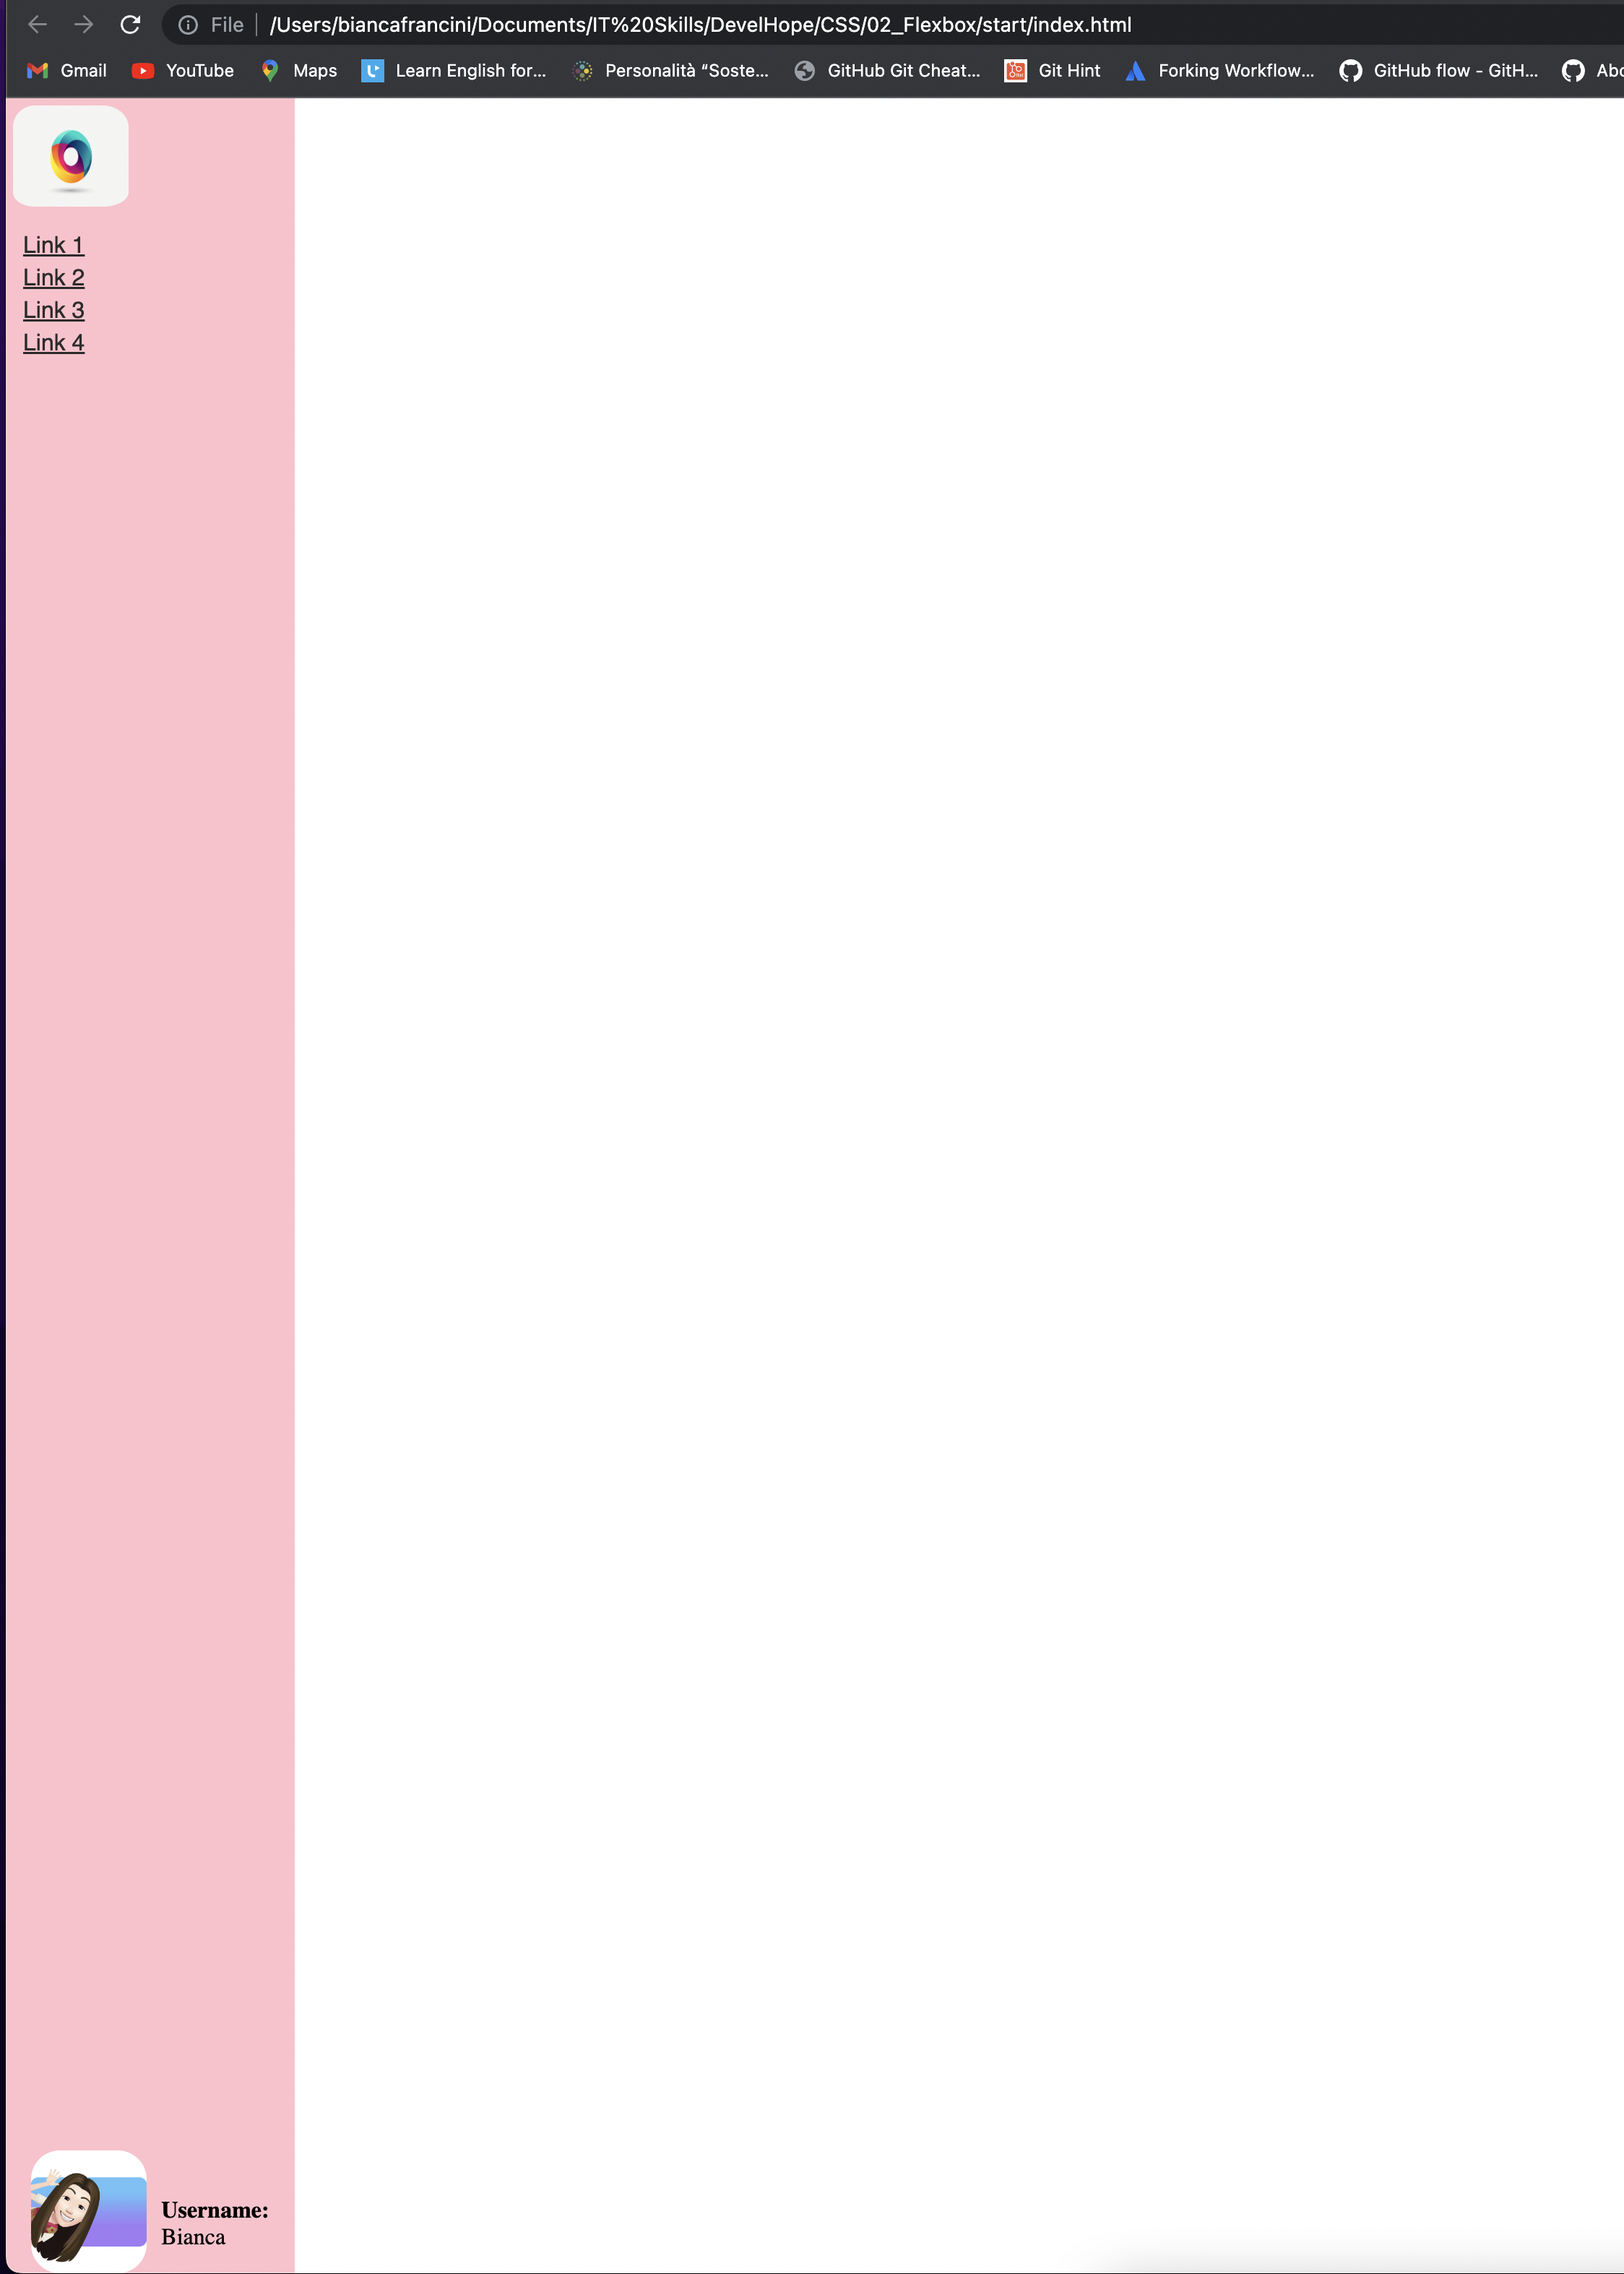 File /Users/biancafrancini/Documents/IT%20Skills/DevelHope/CSS/02_Flexbox/start/index.html
Gmail YouTube Maps Learn English for... Personalità “Soste... GitHub Git Cheat... Git Hint Forking Workflow... GitHub flow - GitH... Abo
Link 1
Link 2
Link 3
Link 4
Username:
Bianca